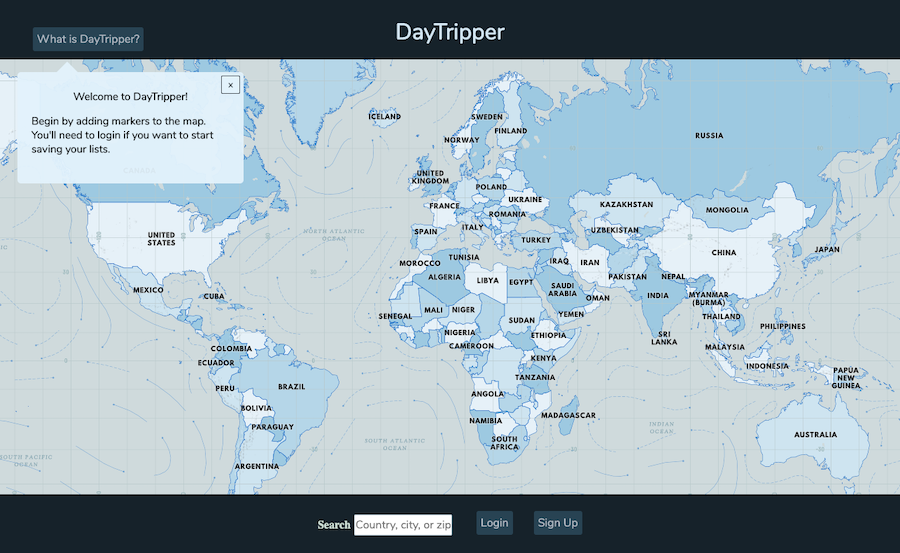 DayTripper
What is DayTripper?
x
Welcome to DayTripper!
Begin by adding markers to the map.
You'll need to login if you want to start
saving your lists.
CANADA
ICELAND
SWEDEN
FINLAND
NORWAY
RUSSIA
UNITED
KINGDOM
POLAND
UKRAINE
FRANCE
ROMANIA
KAZAKHSTAN
MONGOLIA
ITALY
SPAIN
UZBEKISTAN
NORTH ATLANTIC
OCEAN
UNITED
STATES
TURKEY
JAPAN
CHINA
TUNISIA
MOROCCO
IRAQ
IRAN
ALGERIA
LIBYA
EGYPT
PAKISTAN
NEPAL
MEXICO
CUBA
SAUDI
ARABIA
OMAN
INDIA
MYANMAR
(BURMA)
SENEGAL
MALI
NIGER
SUDAN
YEMEN
THAILAND
PHILIPPINES
NIGERIA
ETHIOPIA
SRI
LANKA
COLOMBIA
CAMEROON
MALAYSIA
ECUADOR
KENYA
INDONESIA
PAPUA
NEW
GUINEA
TANZANIA
PERU
BRAZIL
ANGOLA
BOLIVIA
MADAGASCAR
NAMIBIA
PARAGUAY
INDIAN
OCEAN
AUSTRALIA
SOUTH ATLANTIC
OCEAN
SOUTH
AFRICA
SOUTH PACIFIC
OCEAN
ARGENTINA
Search
Country, city, or zip
Login
Sign Up